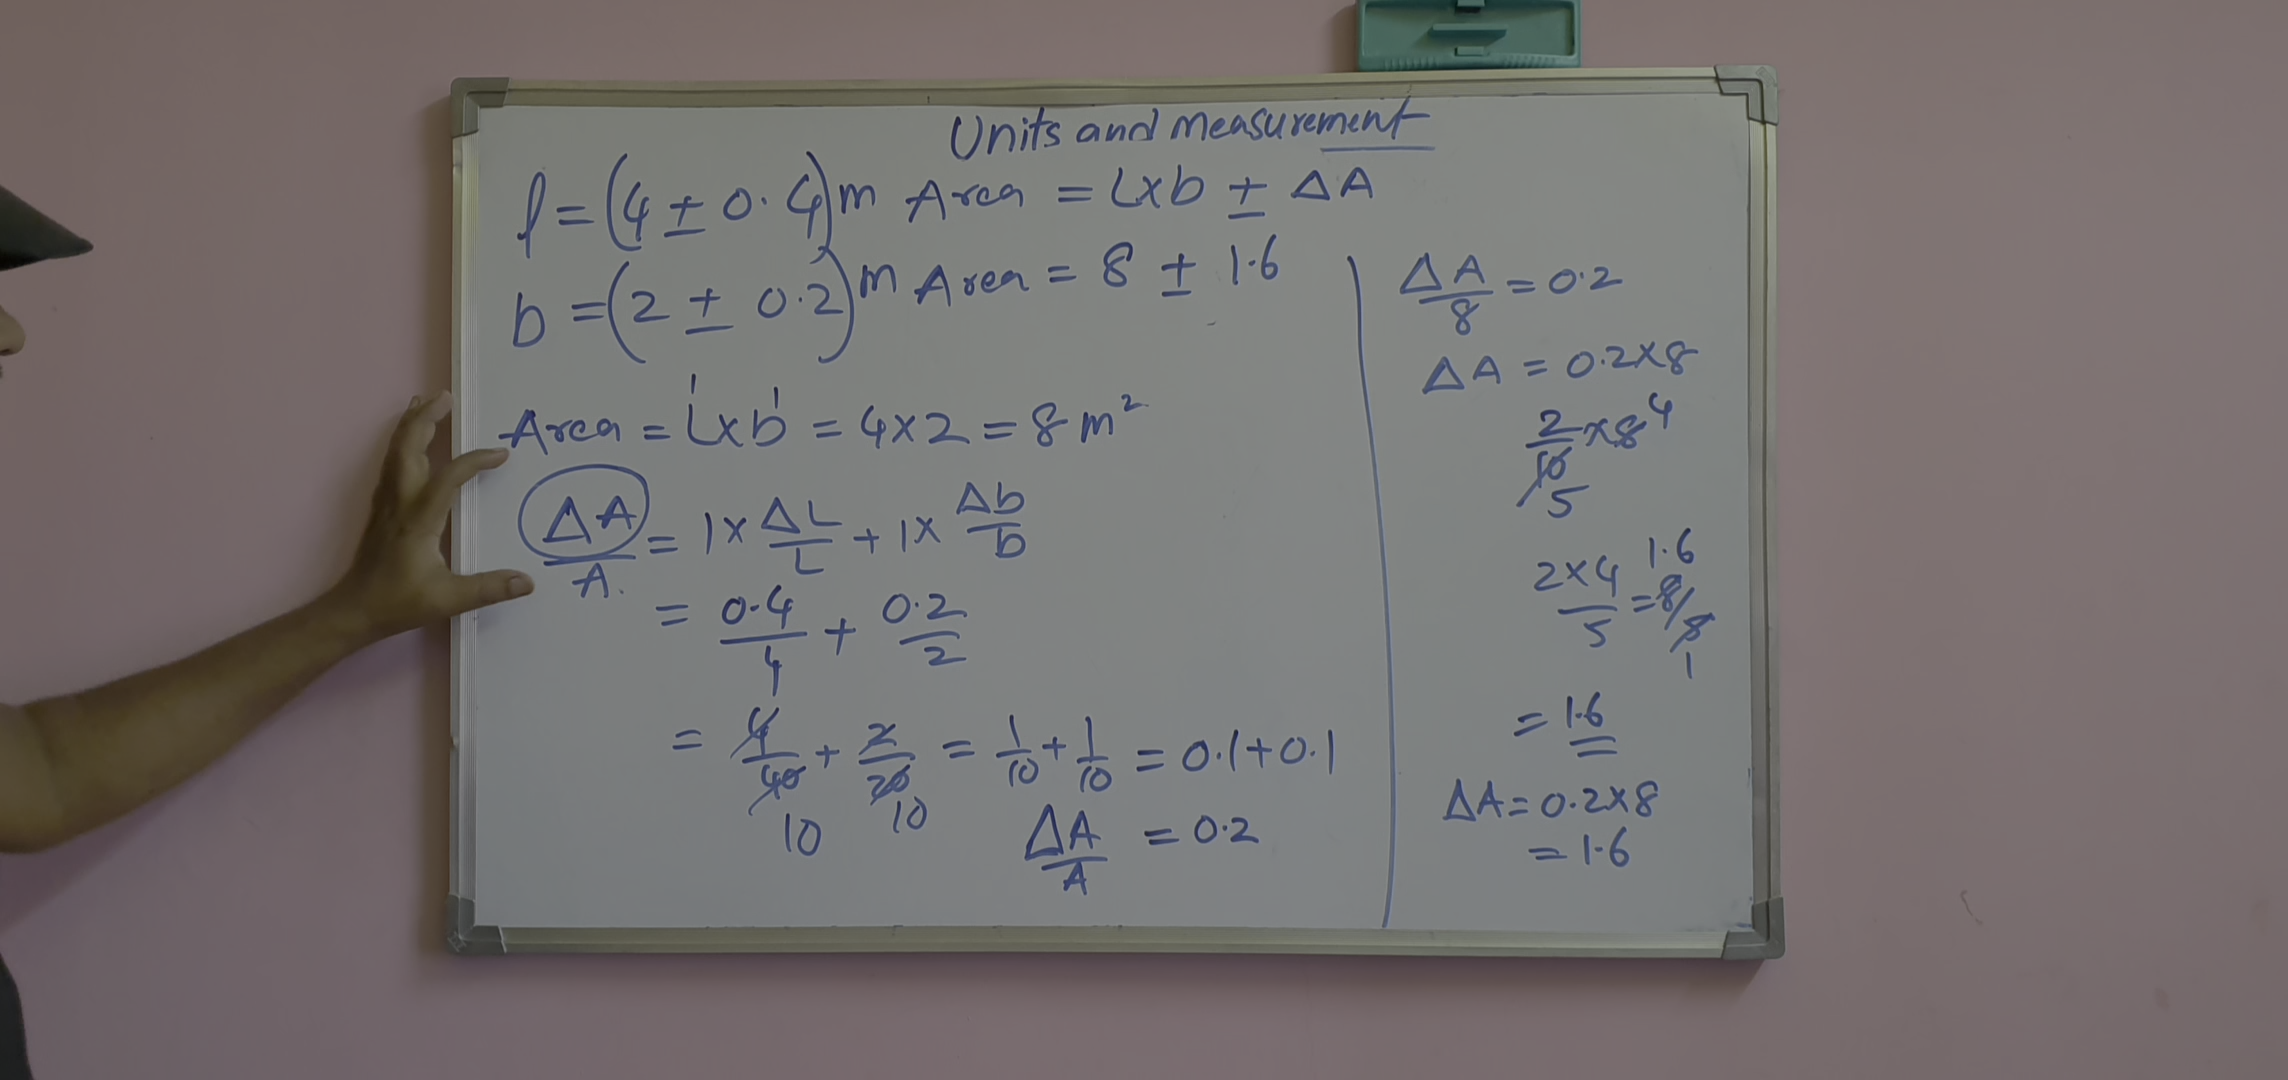 Units and measurement
l = (4 ± 0.4) m Area = L x b ± ΔA
b = (2 ± 0.2) m Area = 8 ± 1.6
Area = L¹ x b¹ = 4 x 2 = 8 m²
ΔA/A. = 1 x ΔL/L + 1 x Δb/b
= 0.4/4 + 0.2/2
= 4/40 + 2/20 = 1/10 + 1/10 = 0.1 + 0.1
10 10
ΔA/A = 0.2
ΔA/8 = 0.2
ΔA = 0.2 x 8
2/10 x 8 4
5
2 x 4/5 = 8/5 1.6
1
= 1.6
ΔA = 0.2 x 8
= 1.6